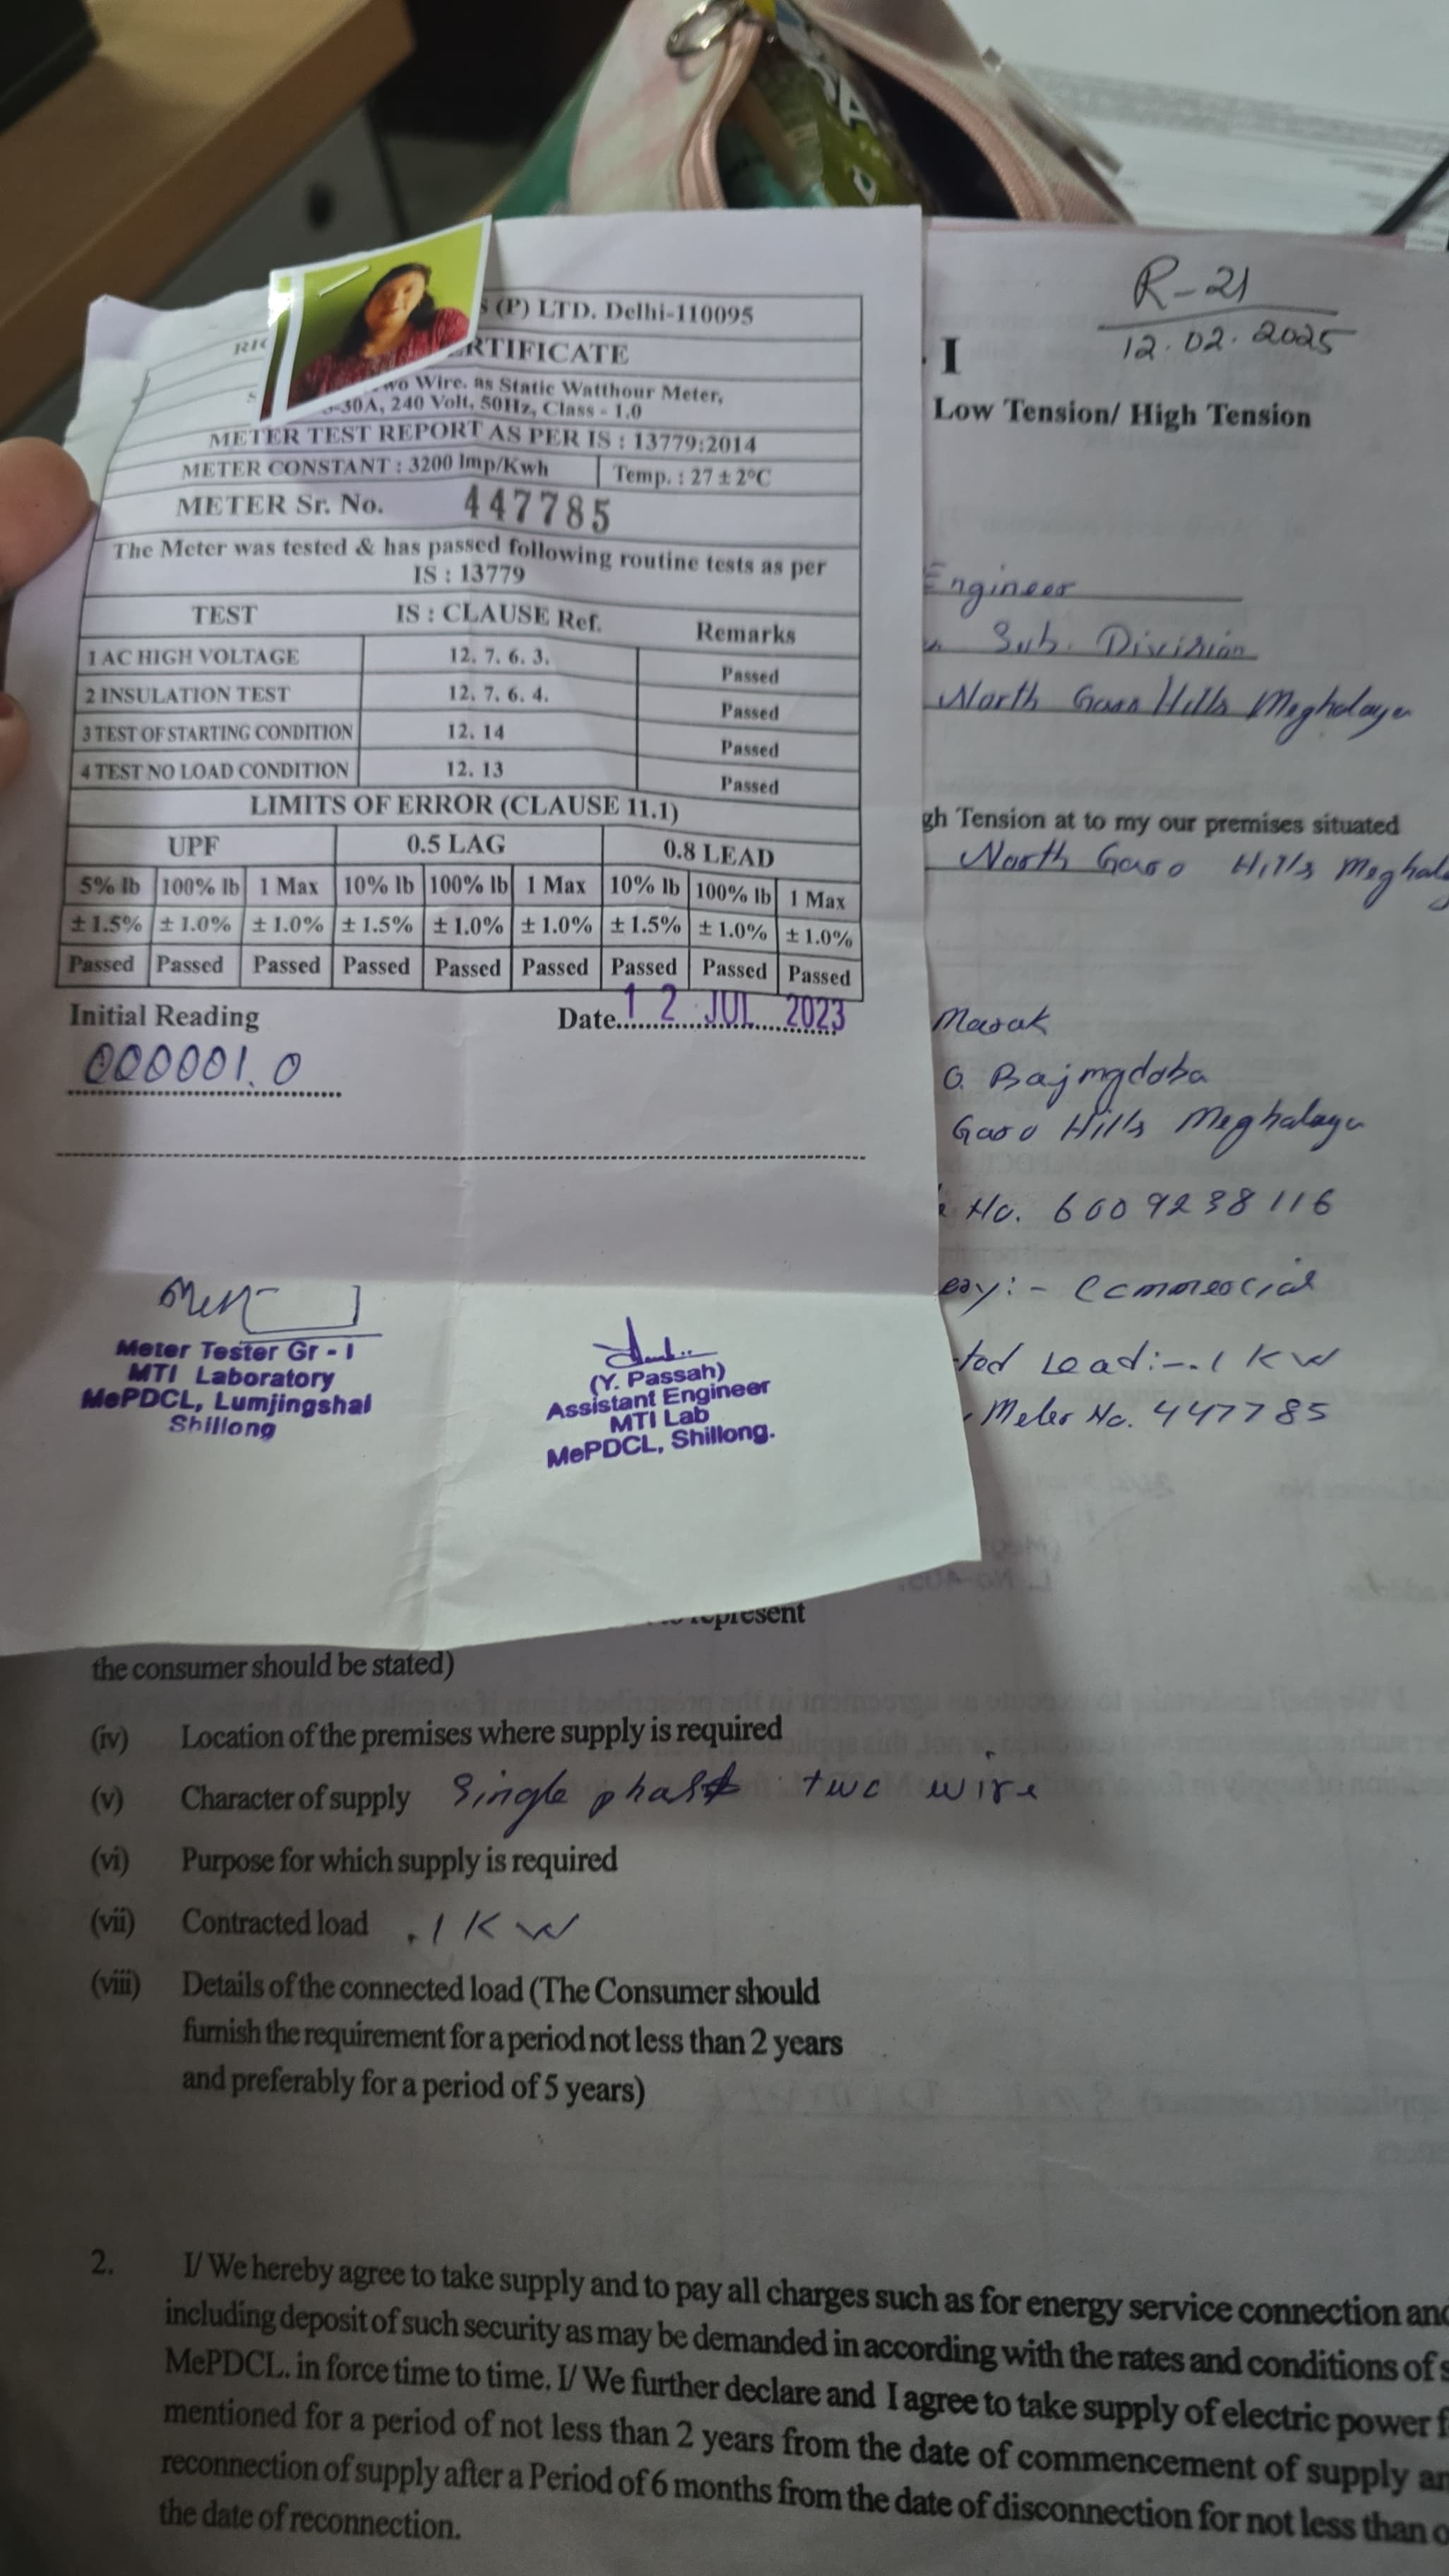 S (P) LTD. Delhi-110095
RTIFICATE
Two Wire. as Static Watthour Meter,
-30A, 240 Volt, 50Hz, Class - 1.0
METER TEST REPORT AS PER IS : 13779:2014
METER CONSTANT : 3200 Imp/Kwh Temp. : 27 ± 2°C
METER Sr. No. 447785
The Meter was tested & has passed following routine tests as per
IS : 13779
TEST IS : CLAUSE Ref. Remarks
1 AC HIGH VOLTAGE 12. 7. 6. 3. Passed
2 INSULATION TEST 12. 7. 6. 4. Passed
3 TEST OF STARTING CONDITION 12. 14 Passed
4 TEST NO LOAD CONDITION 12. 13 Passed
LIMITS OF ERROR (CLAUSE 11.1)
UPF 0.5 LAG 0.8 LEAD
5% lb 100% lb 1 Max 10% lb 100% lb 1 Max 10% lb 100% lb 1 Max
± 1.5% ± 1.0% ± 1.0% ± 1.5% ± 1.0% ± 1.0% ± 1.5% ± 1.0% ± 1.0%
Passed Passed Passed Passed Passed Passed Passed Passed Passed
Initial Reading Date 12 JUL 2023
000001.0
Meter Tester Gr - I
MTI Laboratory
MePDCL, Lumjingshal
Shillong
(Y. Passah)
Assistant Engineer
MTI Lab
MePDCL, Shillong.
R-21
12.02.2025
I
Low Tension/ High Tension
Engineer
Sub. Division
North Garo Hills Meghalaya
gh Tension at to my our premises situated
North Garo Hills Meghal
Marak
O. Bajmgdoba
Garo Hills Meghalaya
No. 6009238116
:- Commercial
ted Load:-.1 KW
Meter No. 447785
represent
the consumer should be stated)
(iv) Location of the premises where supply is required
(v) Character of supply Single phase two wire
(vi) Purpose for which supply is required
(vii) Contracted load .1 KW
(viii) Details of the connected load (The Consumer should
furnish the requirement for a period not less than 2 years
and preferably for a period of 5 years)
2. I/ We hereby agree to take supply and to pay all charges such as for energy service connection and
including deposit of such security as may be demanded in according with the rates and conditions of s
MePDCL. in force time to time. I/ We further declare and I agree to take supply of electric power f
mentioned for a period of not less than 2 years from the date of commencement of supply an
reconnection of supply after a Period of 6 months from the date of disconnection for not less than o
the date of reconnection.